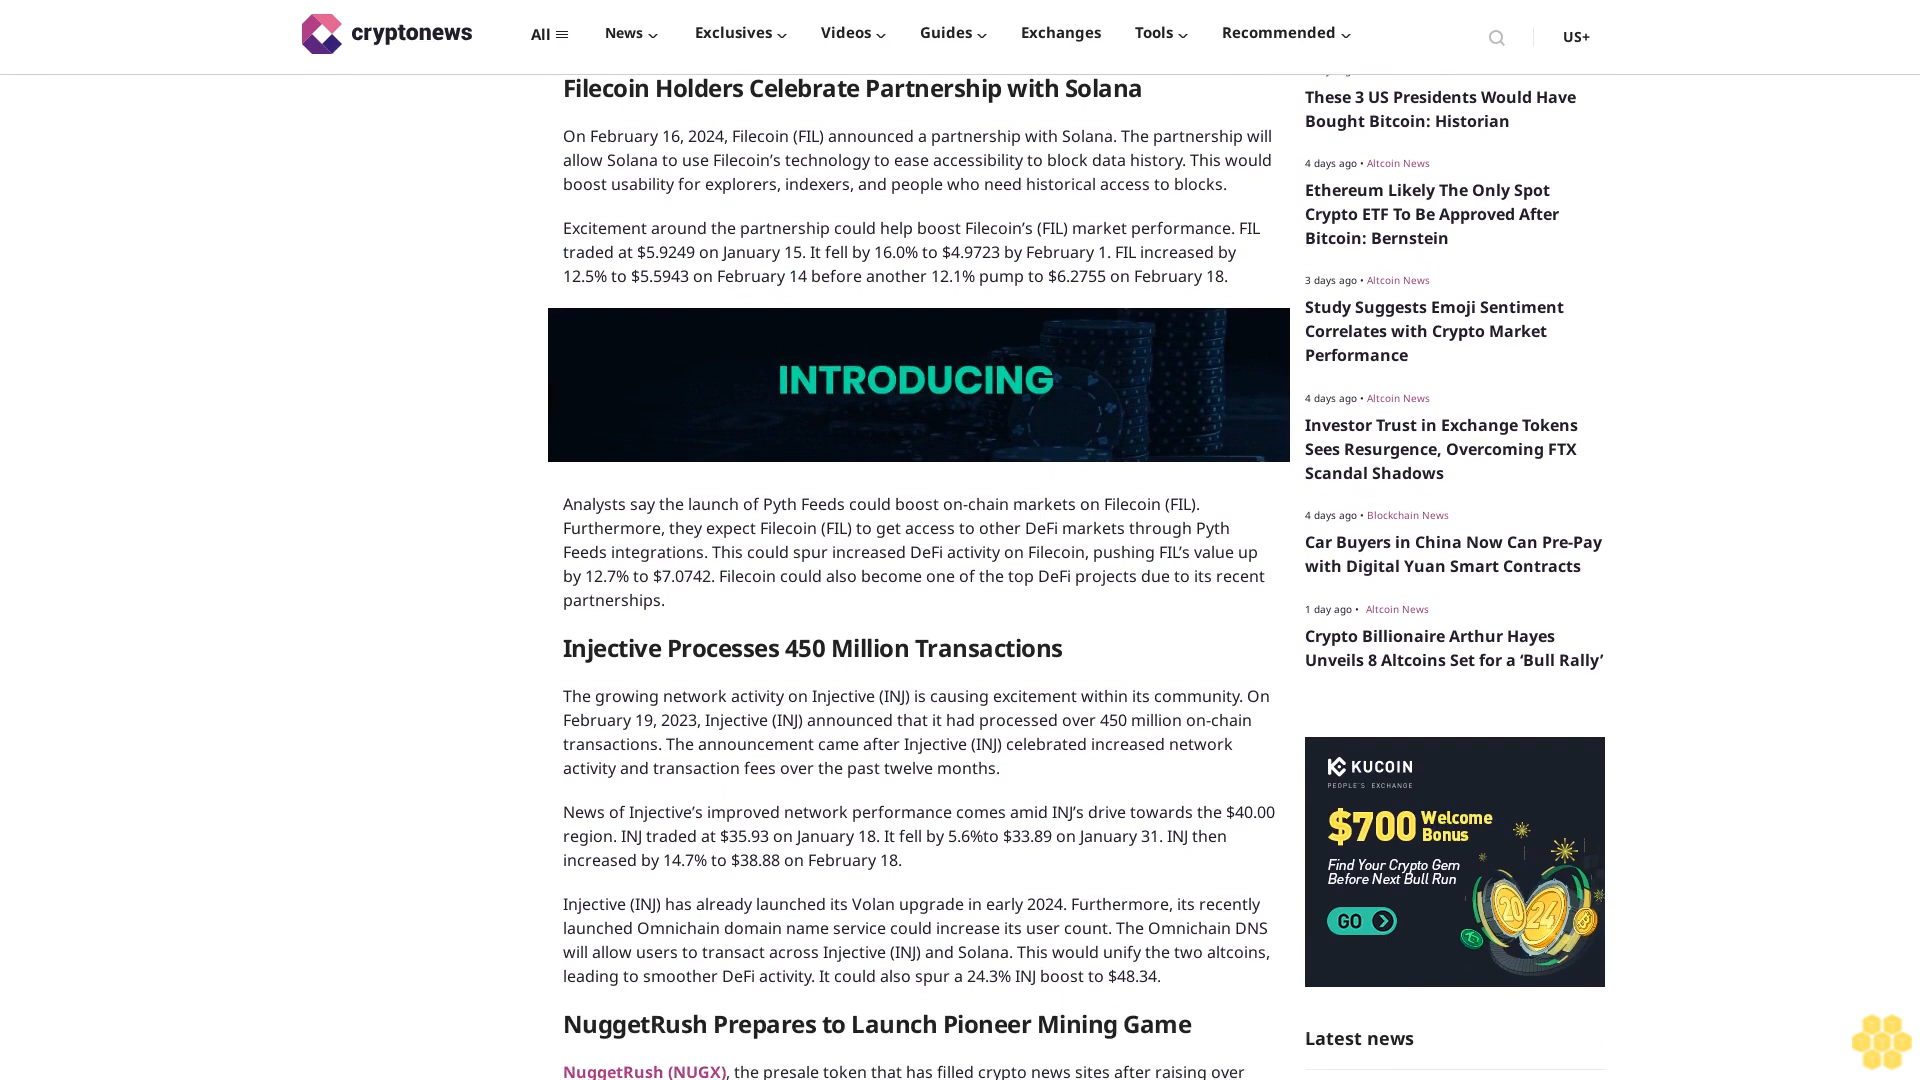 cryptonews
All
News
Exclusives
Videos
Guides
Exchanges
Tools
Recommended
US+
Filecoin Holders Celebrate Partnership with Solana
On February 16, 2024, Filecoin (FIL) announced a partnership with Solana. The partnership will
allow Solana to use Filecoin’s technology to ease accessibility to block data history. This would
boost usability for explorers, indexers, and people who need historical access to blocks.
Excitement around the partnership could help boost Filecoin’s (FIL) market performance. FIL
traded at $5.9249 on January 15. It fell by 16.0% to $4.9723 by February 1. FIL increased by
12.5% to $5.5943 on February 14 before another 12.1% pump to $6.2755 on February 18.
INTRODUCING
Analysts say the launch of Pyth Feeds could boost on-chain markets on Filecoin (FIL).
Furthermore, they expect Filecoin (FIL) to get access to other DeFi markets through Pyth
Feeds integrations. This could spur increased DeFi activity on Filecoin, pushing FIL’s value up
by 12.7% to $7.0742. Filecoin could also become one of the top DeFi projects due to its recent
partnerships.
Injective Processes 450 Million Transactions
The growing network activity on Injective (INJ) is causing excitement within its community. On
February 19, 2023, Injective (INJ) announced that it had processed over 450 million on-chain
transactions. The announcement came after Injective (INJ) celebrated increased network
activity and transaction fees over the past twelve months.
News of Injective’s improved network performance comes amid INJ’s drive towards the $40.00
region. INJ traded at $35.93 on January 18. It fell by 5.6%to $33.89 on January 31. INJ then
increased by 14.7% to $38.88 on February 18.
Injective (INJ) has already launched its Volan upgrade in early 2024. Furthermore, its recently
launched Omnichain domain name service could increase its user count. The Omnichain DNS
will allow users to transact across Injective (INJ) and Solana. This would unify the two altcoins,
leading to smoother DeFi activity. It could also spur a 24.3% INJ boost to $48.34.
NuggetRush Prepares to Launch Pioneer Mining Game
NuggetRush (NUGX), the presale token that has filled crypto news sites after raising over
These 3 US Presidents Would Have
Bought Bitcoin: Historian
4 days ago • Altcoin News
Ethereum Likely The Only Spot
Crypto ETF To Be Approved After
Bitcoin: Bernstein
3 days ago • Altcoin News
Study Suggests Emoji Sentiment
Correlates with Crypto Market
Performance
4 days ago • Altcoin News
Investor Trust in Exchange Tokens
Sees Resurgence, Overcoming FTX
Scandal Shadows
4 days ago • Blockchain News
Car Buyers in China Now Can Pre-Pay
with Digital Yuan Smart Contracts
1 day ago • Altcoin News
Crypto Billionaire Arthur Hayes
Unveils 8 Altcoins Set for a ‘Bull Rally’
KUCOIN
PEOPLE'S EXCHANGE
$700 Welcome
Bonus
Find Your Crypto Gem
Before Next Bull Run
GO
20 24
Latest news